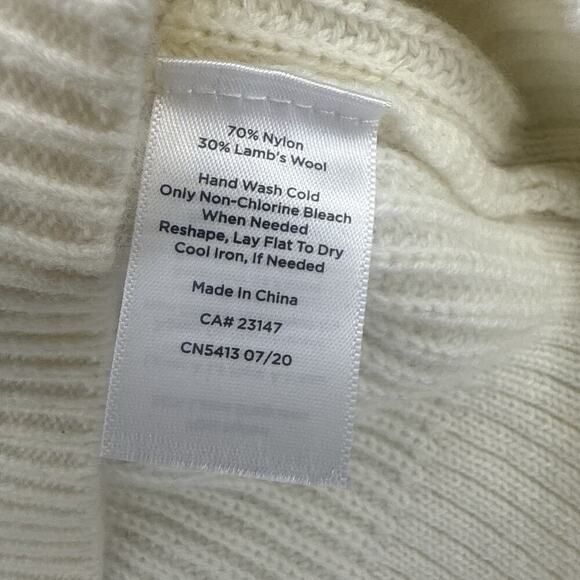 70% Nylon
30% Lamb's Wool
Hand Wash Cold
Only Non-Chlorine Bleach
When Needed
Reshape, Lay Flat To Dry
Cool Iron, If Needed
Made In China
CA# 23147
CN5413 07/20